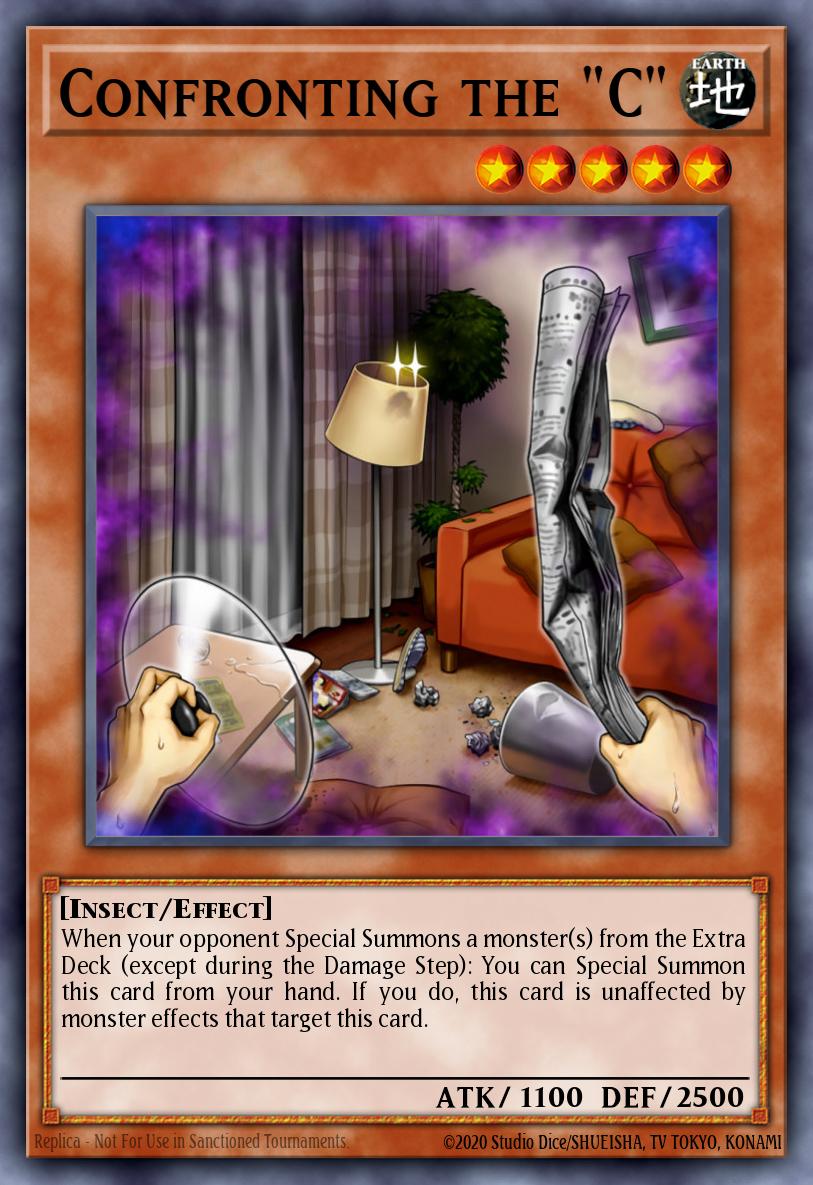 Confronting the "C"
EARTH
地
[Insect/Effect]
When your opponent Special Summons a monster(s) from the Extra
Deck (except during the Damage Step): You can Special Summon
this card from your hand. If you do, this card is unaffected by
monster effects that target this card.
ATK/ 1100 DEF/2500
Replica - Not For Use in Sanctioned Tournaments.
©2020 Studio Dice/SHUEISHA, TV TOKYO, KONAMI